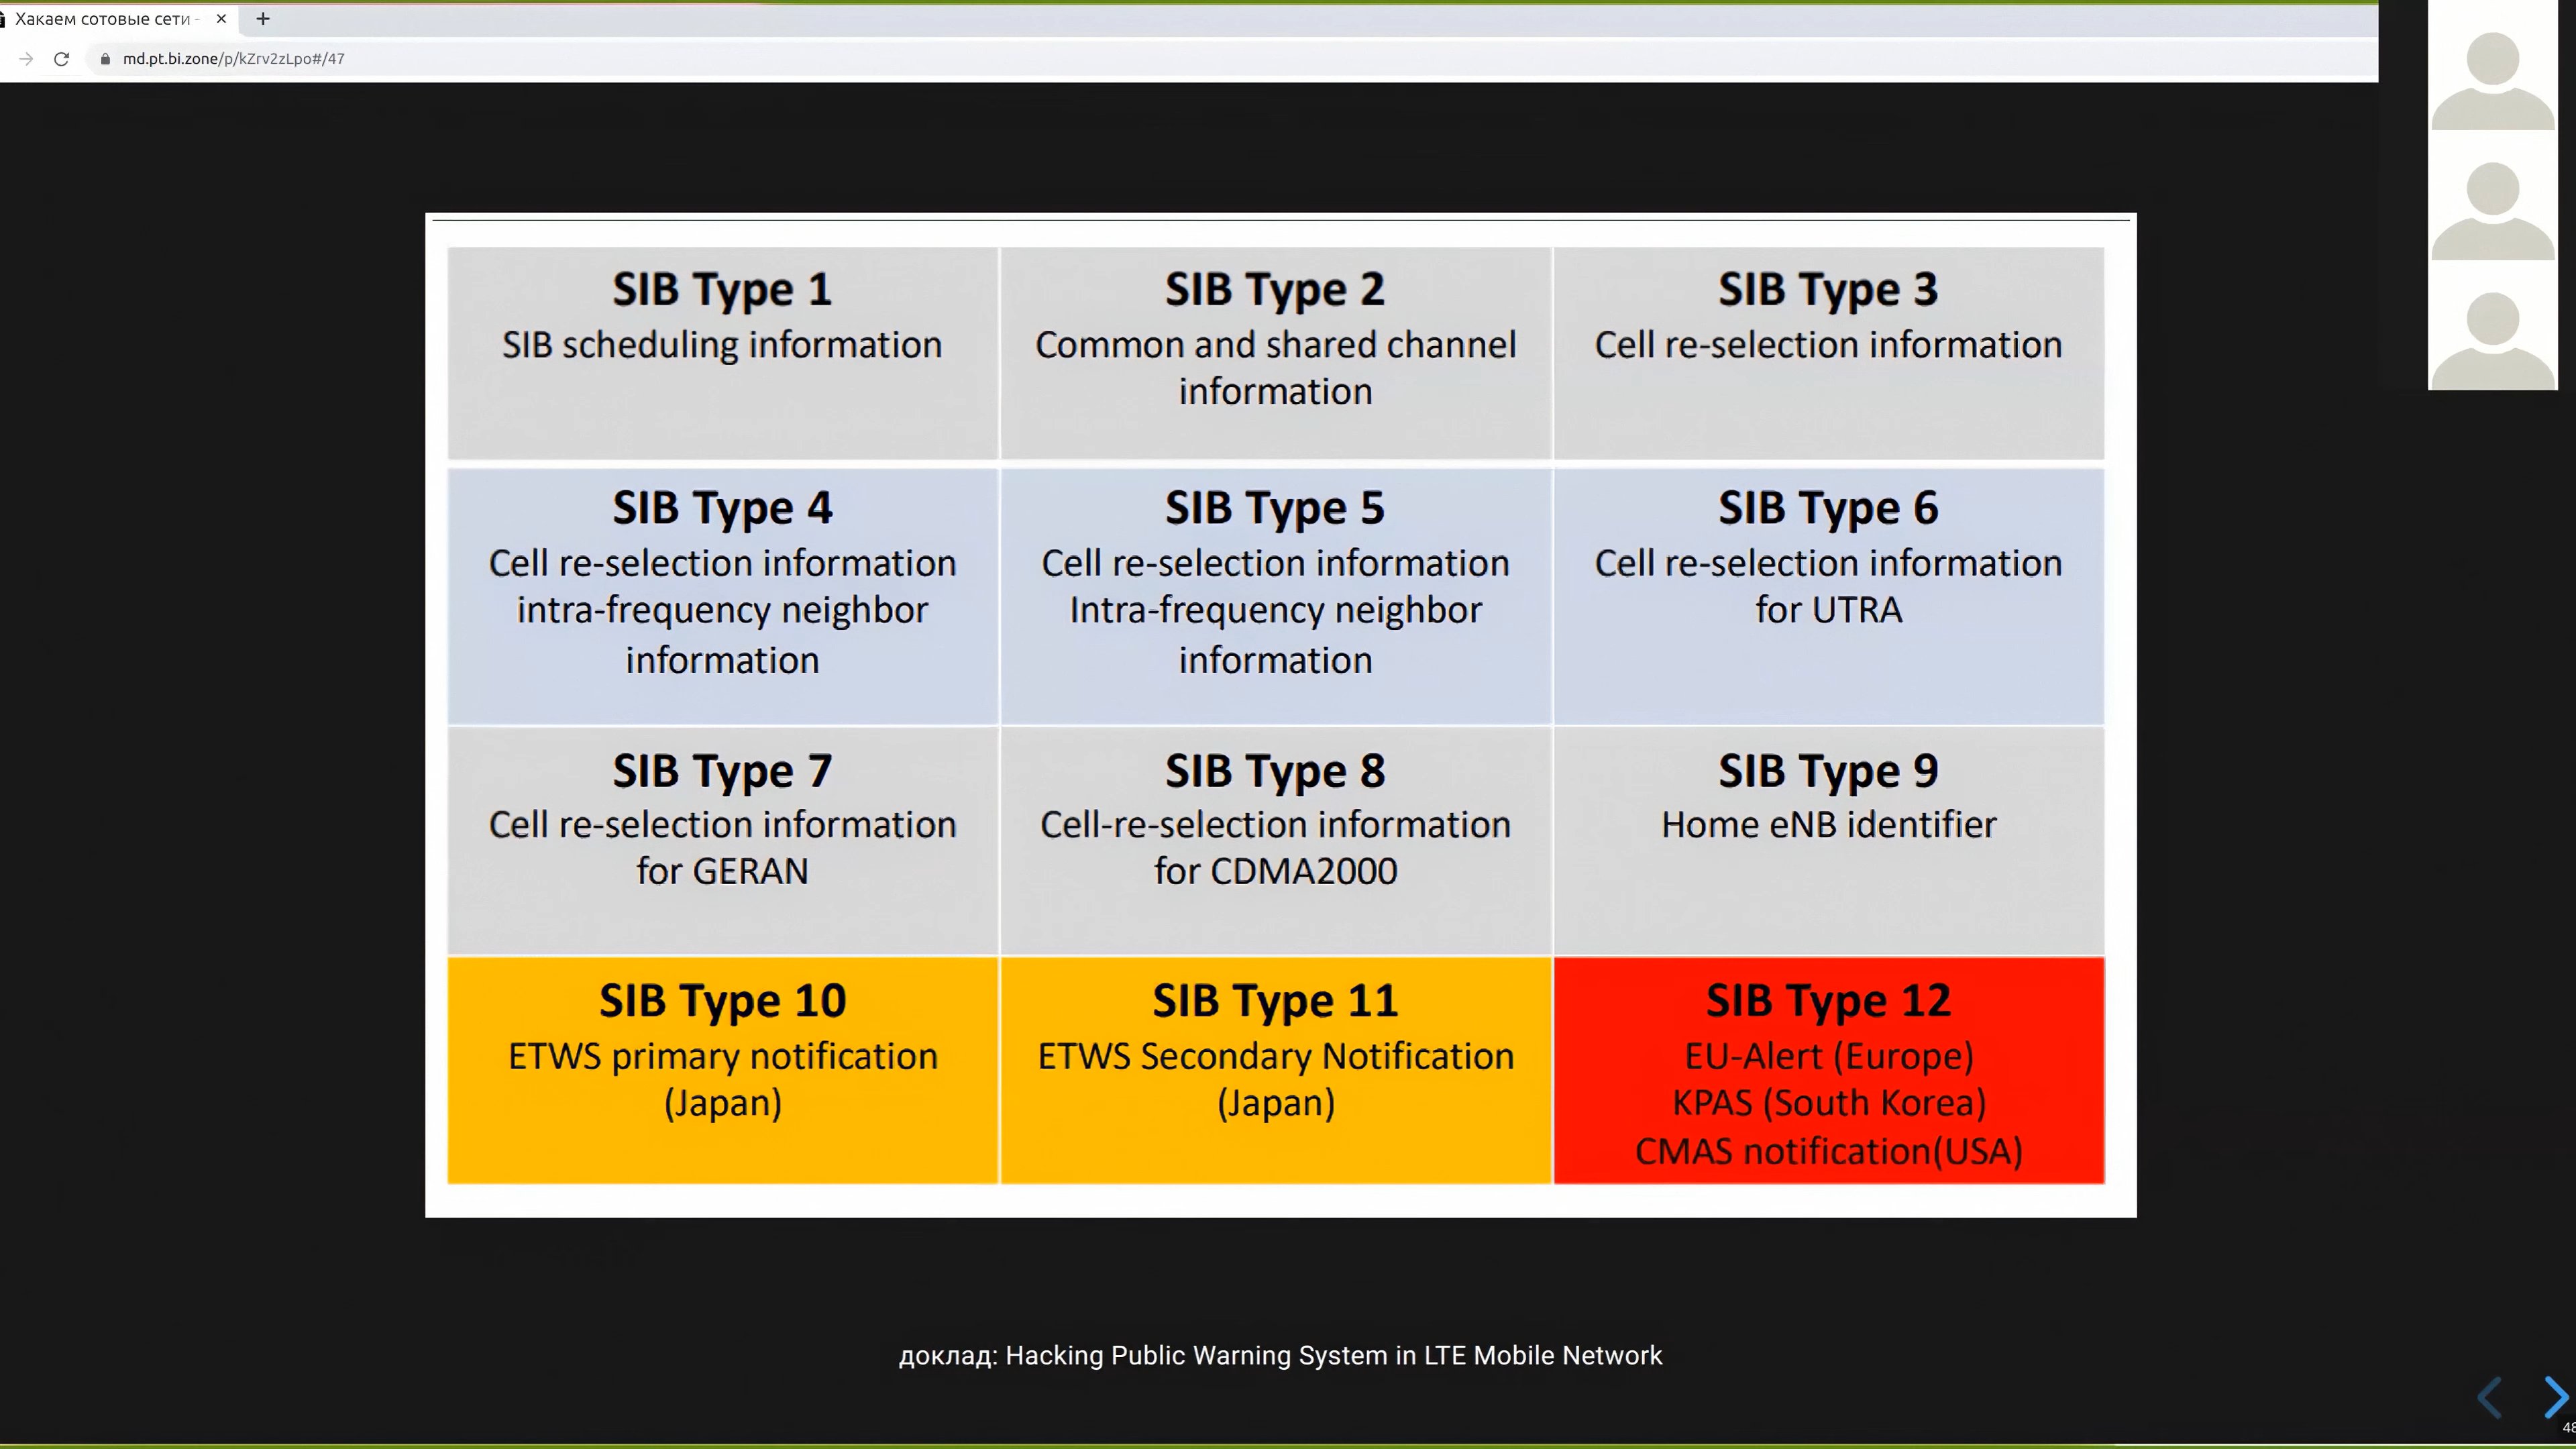 Хакаем сотовые сети -
md.pt.bi.zone/p/kZrv2zLpo#/47
SIB Type 1
SIB scheduling information
SIB Type 2
Common and shared channel
information
SIB Type 3
Cell re-selection information
SIB Type 4
Cell re-selection information
intra-frequency neighbor
information
SIB Type 5
Cell re-selection information
Intra-frequency neighbor
information
SIB Type 6
Cell re-selection information
for UTRA
SIB Type 7
Cell re-selection information
for GERAN
SIB Type 8
Cell-re-selection information
for CDMA2000
SIB Type 9
Home eNB identifier
SIB Type 10
ETWS primary notification
(Japan)
SIB Type 11
ETWS Secondary Notification
(Japan)
SIB Type 12
EU-Alert (Europe)
KPAS (South Korea)
CMAS notification(USA)
доклад: Hacking Public Warning System in LTE Mobile Network
48